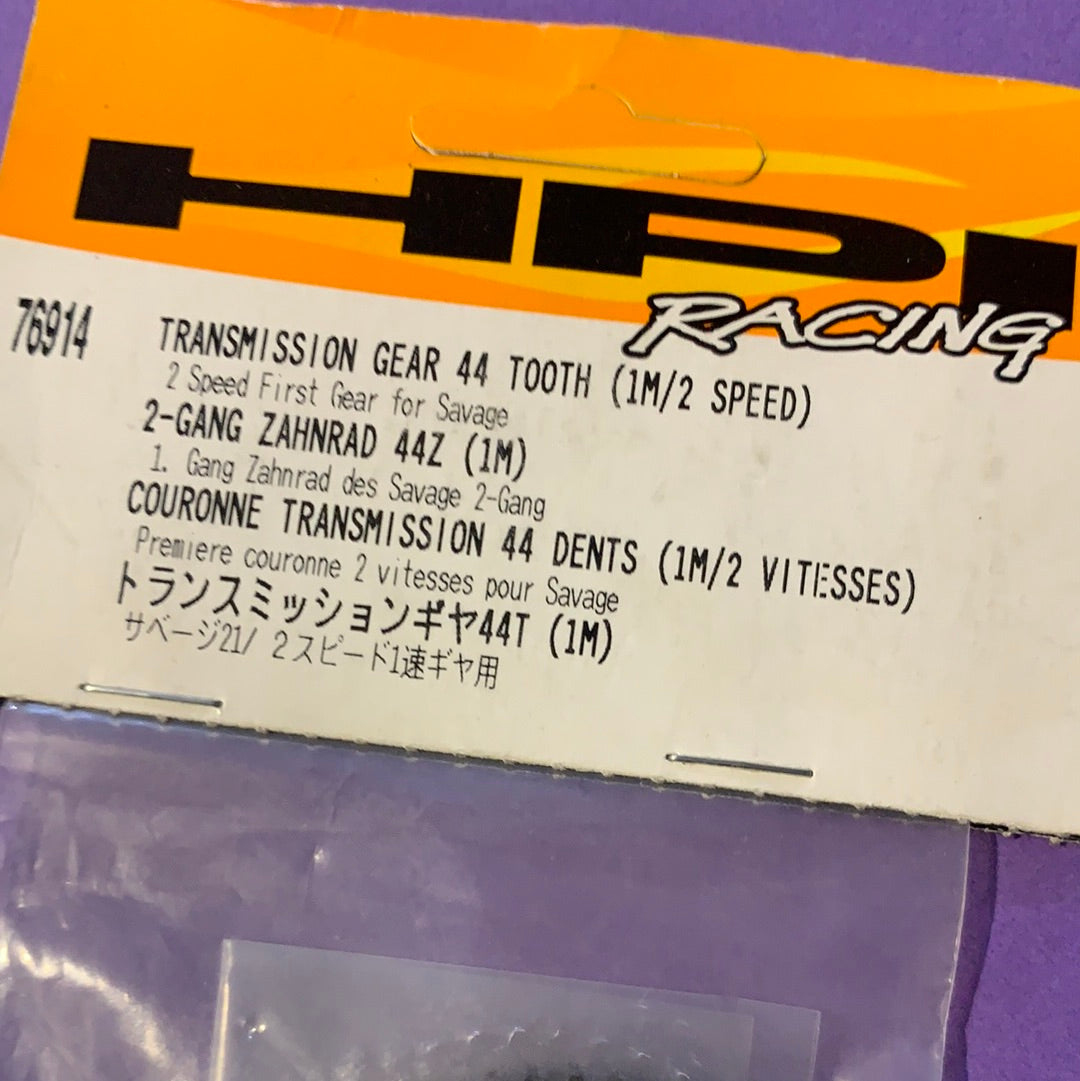 HPI
RACING
76914
TRANSMISSION GEAR 44 TOOTH (1M/2 SPEED)
2 Speed First Gear for Savage
2-GANG ZAHNRAD 44Z (1M)
1. Gang Zahnrad des Savage 2-Gang
COURONNE TRANSMISSION 44 DENTS (1M/2 VITESSES)
Premiere couronne 2 vitesses pour Savage
トランスミッションギヤ44T (1M)
サベージ21/ 2スピード1速ギヤ用